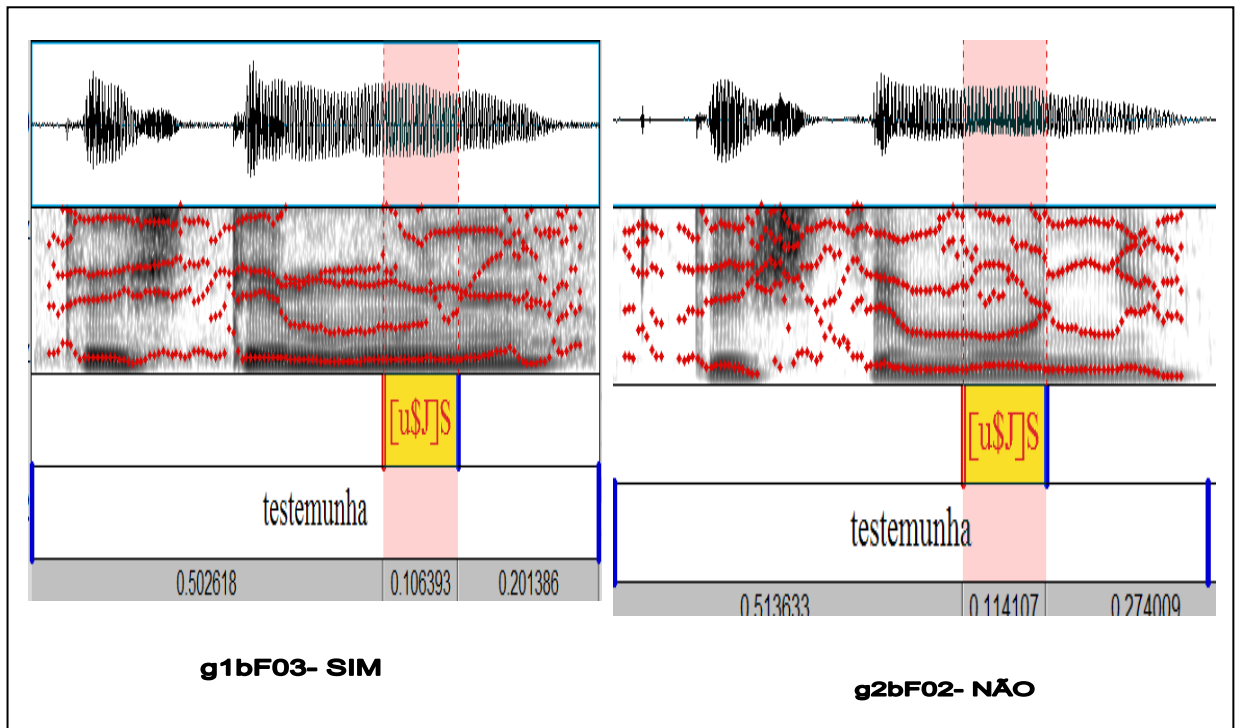 [u$J]S
testemunha
0.502618 0.106393 0.201386
g1bF03- SIM
[u$J]S
testemunha
0.513633 0.114107 0.274009
g2bF02- NÃO